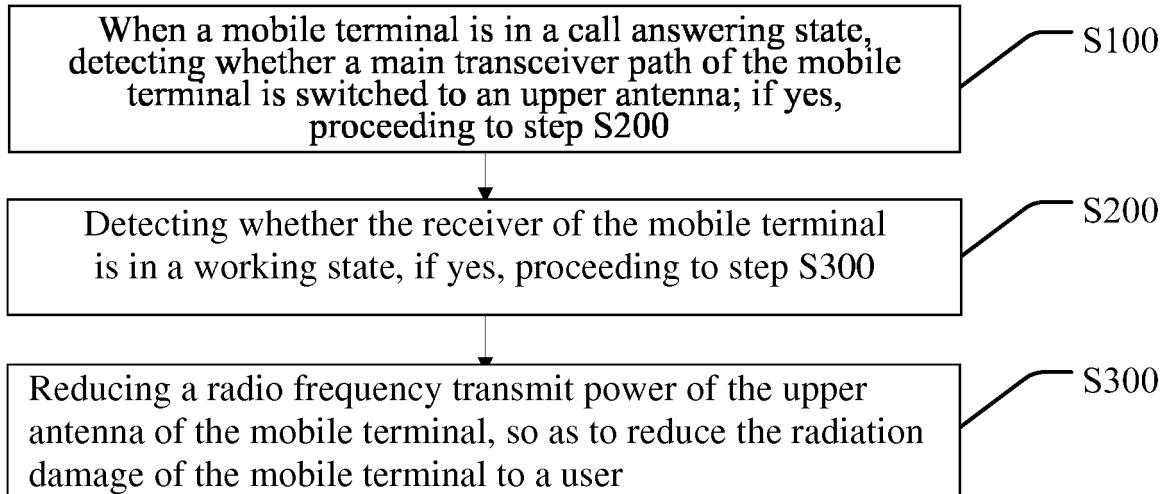 When a mobile terminal is in a call answering state,
detecting whether a main transceiver path of the mobile
terminal is switched to an upper antenna; if yes,
proceeding to step S200
S100
Detecting whether the receiver of the mobile terminal
is in a working state, if yes, proceeding to step S300
S200
Reducing a radio frequency transmit power of the upper
antenna of the mobile terminal, so as to reduce the radiation
damage of the mobile terminal to a user
S300